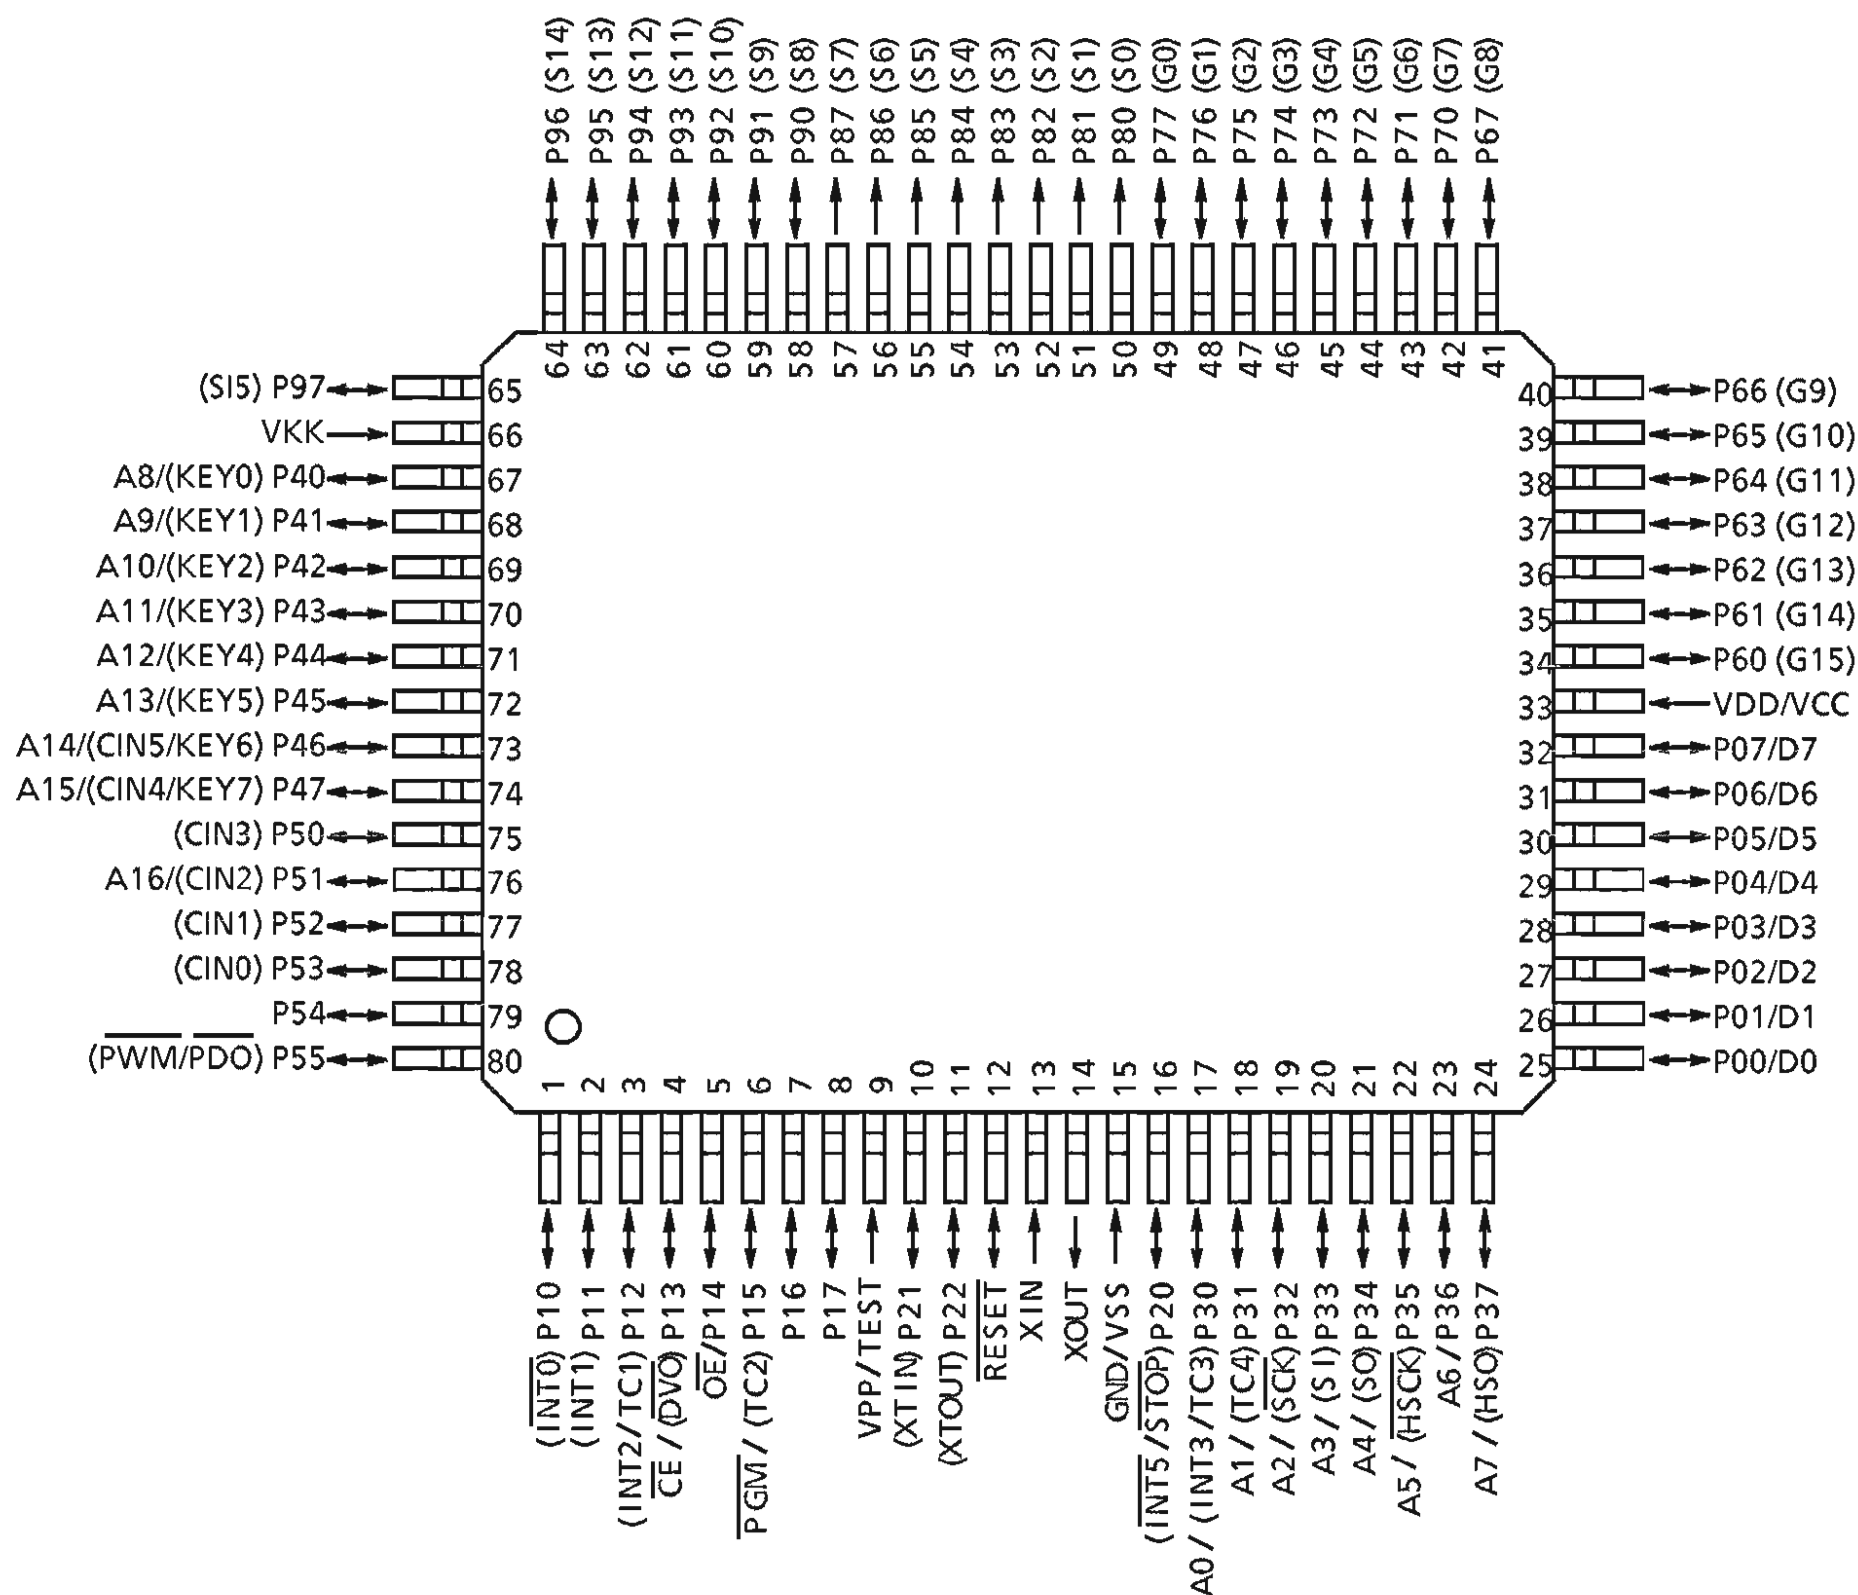 P96 (S14)
P95 (S13)
P94 (S12)
P93 (S11)
P92 (S10)
P91 (S9)
P90 (S8)
P87 (S7)
P86 (S6)
P85 (S5)
P84 (S4)
P83 (S3)
P82 (S2)
P81 (S1)
P80 (S0)
P77 (G0)
P76 (G1)
P75 (G2)
P74 (G3)
P73 (G4)
P72 (G5)
P71 (G6)
P70 (G7)
P67 (G8)
64
63
62
61
60
59
58
57
56
55
54
53
52
51
50
49
48
47
46
45
44
43
42
41
(SI5) P97 65
VKK 66
A8/(KEY0) P40 67
A9/(KEY1) P41 68
A10/(KEY2) P42 69
A11/(KEY3) P43 70
A12/(KEY4) P44 71
A13/(KEY5) P45 72
A14/(CIN5/KEY6) P46 73
A15/(CIN4/KEY7) P47 74
(CIN3) P50 75
A16/(CIN2) P51 76
(CIN1) P52 77
(CIN0) P53 78
P54 79
(PWM/PDO) P55 80
40 P66 (G9)
39 P65 (G10)
38 P64 (G11)
37 P63 (G12)
36 P62 (G13)
35 P61 (G14)
34 P60 (G15)
33 VDD/VCC
32 P07/D7
31 P06/D6
30 P05/D5
29 P04/D4
28 P03/D3
27 P02/D2
26 P01/D1
25 P00/D0
1
2
3
4
5
6
7
8
9
10
11
12
13
14
15
16
17
18
19
20
21
22
23
24
(INT0) P10
(INT1) P11
(INT2/TC1) P12
CE / (DVO) P13
OE/P14
PGM / (TC2) P15
P16
P17
VPP/TEST
(XTIN) P21
(XTOUT) P22
RESET
XIN
XOUT
GND/VSS
(INT5/STOP) P20
A0 / (INT3/TC3) P30
A1 / (TC4) P31
A2 / (SCK) P32
A3 / (SI) P33
A4 / (SO) P34
A5 / (HSCK) P35
A6 / P36
A7 / (HSO) P37